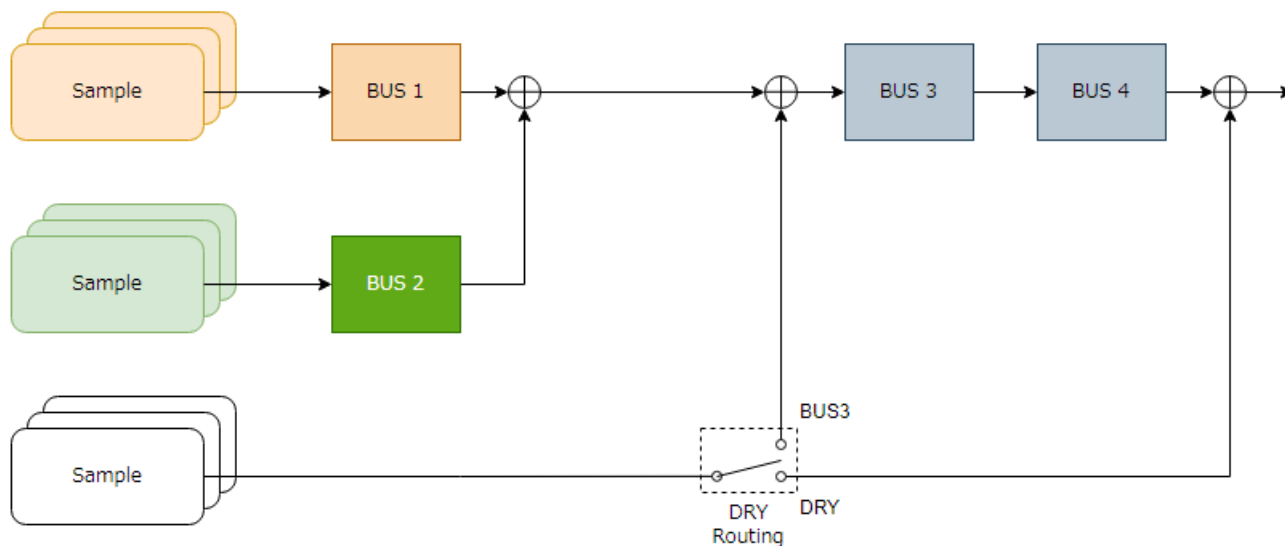 Sample
BUS 1
BUS 3
BUS 4
Sample
BUS 2
BUS3
Sample
DRY
DRY
Routing